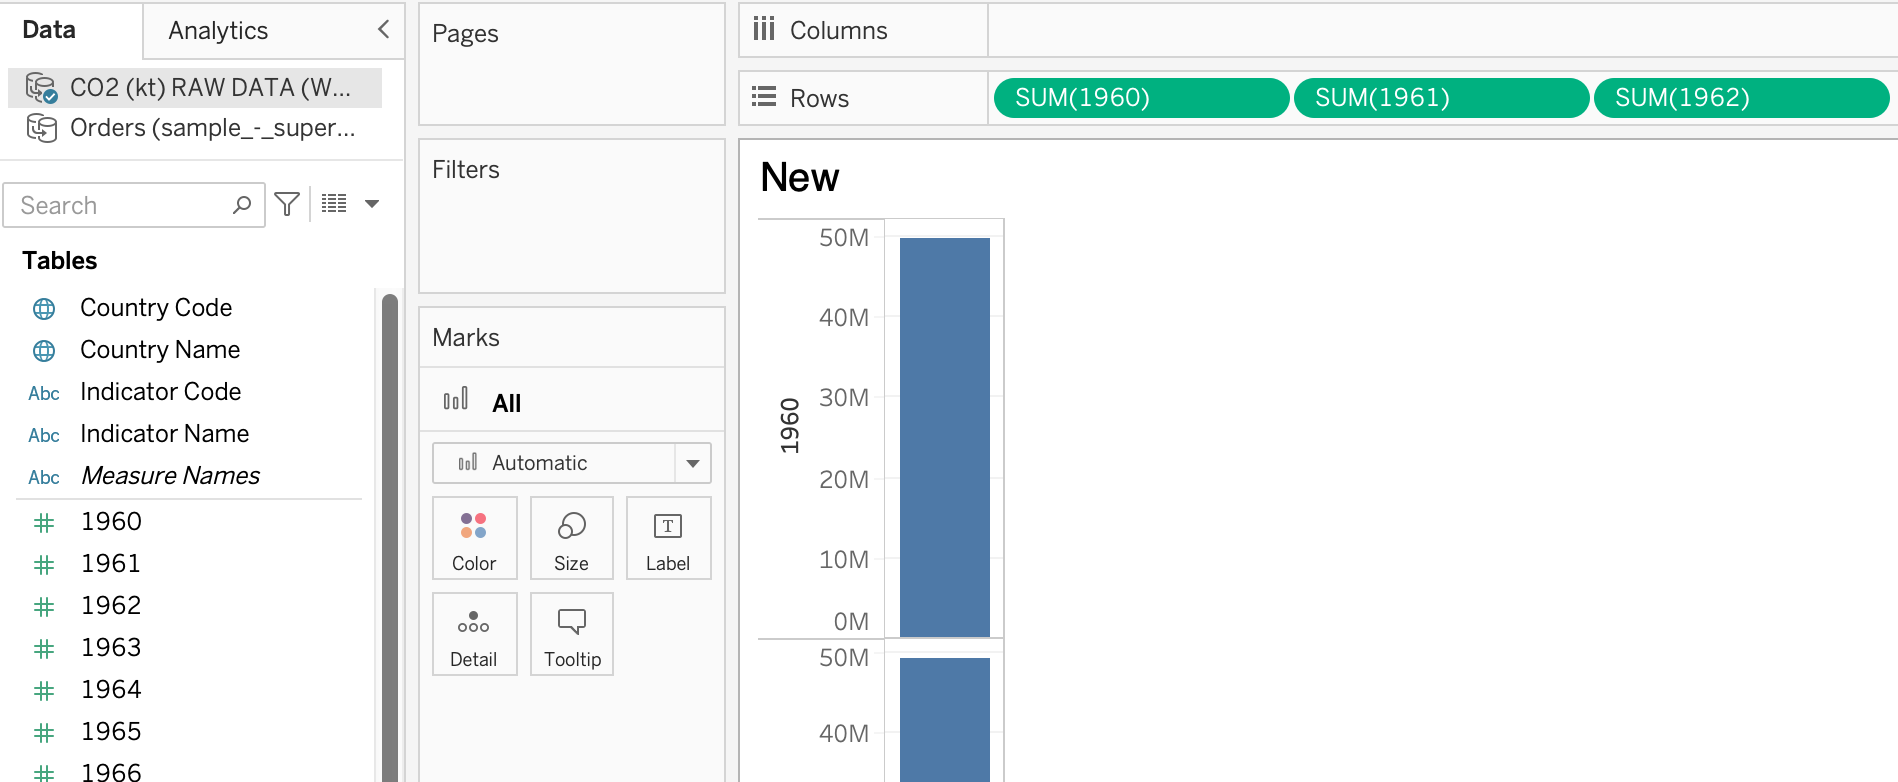 Data
Analytics
CO2 (kt) RAW DATA (W...
Orders (sample_-_super...
Search
Tables
Country Code
Country Name
Abc Indicator Code
Abc Indicator Name
Abc Measure Names
1960
1961
1962
1963
1964
1965
1966
Pages
Filters
Marks
All
Automatic
Color
Size
T
Label
Detail
Tooltip
Columns
Rows
SUM(1960)
SUM(1961)
SUM(1962)
New
1960
50M
40M
30M
20M
10M
0M
50M
40M